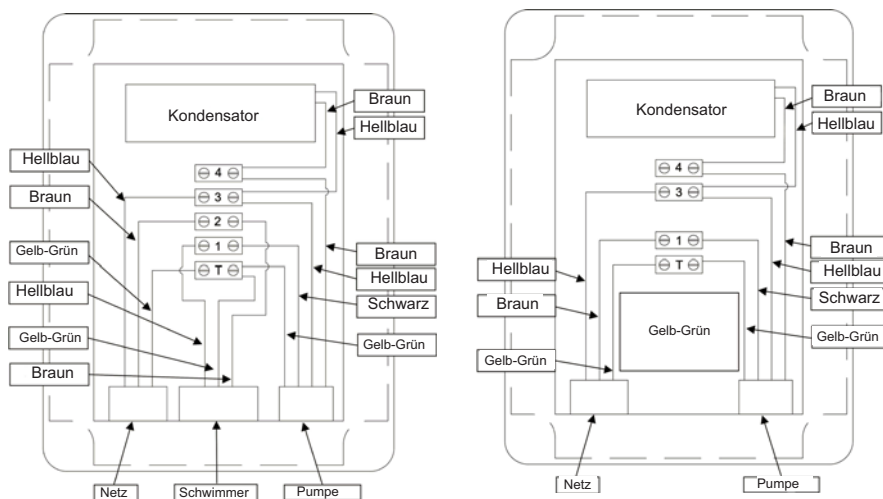 Kondensator
Braun
Hellblau
4
3
2
1
T
Hellblau
Braun
Gelb-Grün
Hellblau
Gelb-Grün
Braun
Braun
Hellblau
Schwarz
Gelb-Grün
Netz
Schwimmer
Pumpe
Kondensator
Braun
Hellblau
4
3
1
T
Hellblau
Braun
Gelb-Grün
Gelb-Grün
Braun
Hellblau
Schwarz
Gelb-Grün
Netz
Pumpe